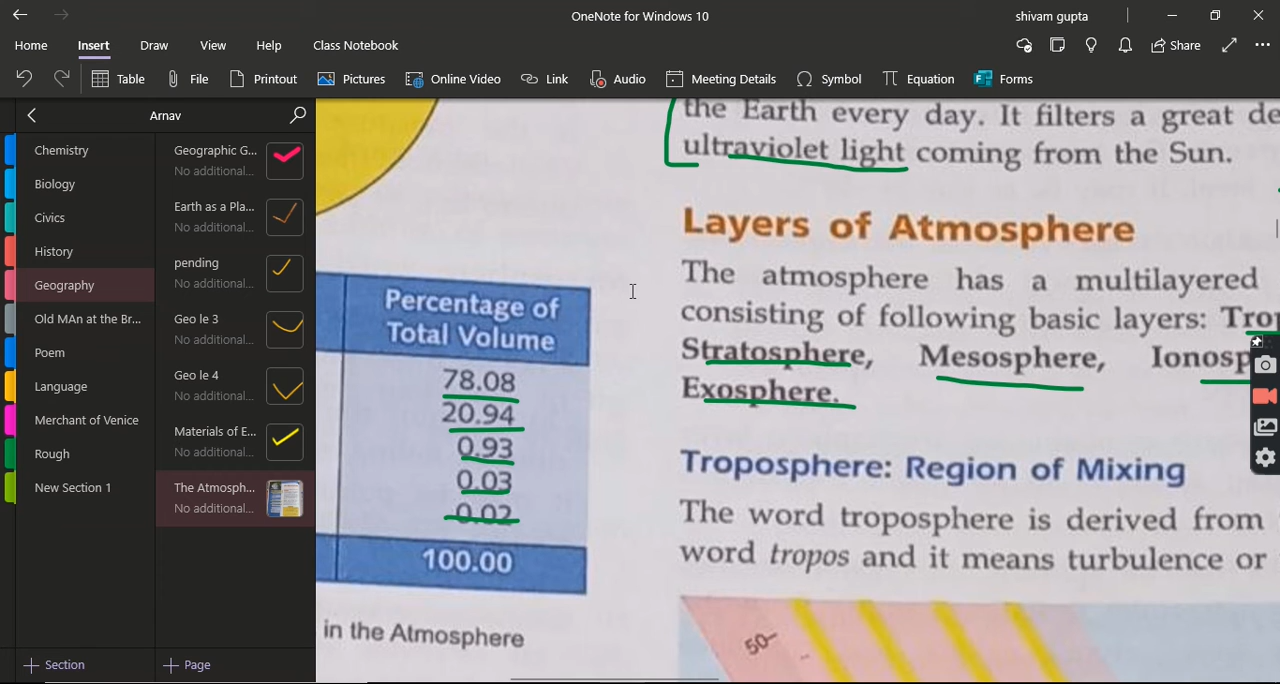 OneNote for Windows 10
shivam gupta
Home
Insert
Draw
View
Help
Class Notebook
Share
Table
File
Printout
Pictures
Online Video
Link
Audio
Meeting Details
Symbol
Equation
Forms
Arnav
Chemistry
Biology
Civics
History
Geography
Old MAn at the Br...
Poem
Language
Merchant of Venice
Rough
New Section 1
Section
Geographic G...
No additional...
Earth as a Pla...
No additional...
pending
No additional...
Geo le 3
No additional...
Geo le 4
No additional...
Materials of E...
No additional...
The Atmosph...
No additional...
Page
Percentage of
Total Volume
78.08
20.94
0.93
0.03
0.02
100.00
in the Atmosphere
the Earth every day. It filters a great de
ultraviolet light coming from the Sun.
Layers of Atmosphere
The atmosphere has a multilayered
consisting of following basic layers: Trop
Stratosphere, Mesosphere, Ionosp
Exosphere.
Troposphere: Region of Mixing
The word troposphere is derived from
word tropos and it means turbulence or
50-